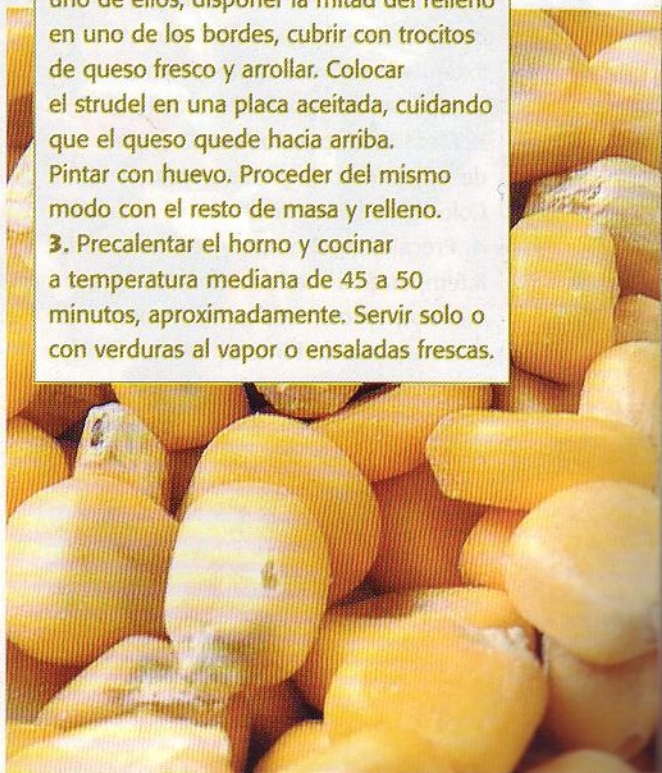 uno de ellos, disponer la mitad del relleno
en uno de los bordes, cubrir con trocitos
de queso fresco y arrollar. Colocar
el strudel en una placa aceitada, cuidando
que el queso quede hacia arriba.
Pintar con huevo. Proceder del mismo
modo con el resto de masa y relleno.
3. Precalentar el horno y cocinar
a temperatura mediana de 45 a 50
minutos, aproximadamente. Servir solo o
con verduras al vapor o ensaladas frescas.